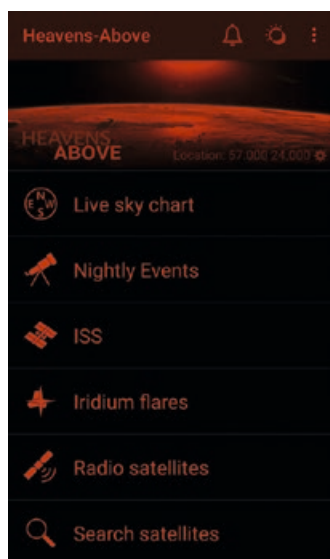 Heavens-Above
HEAVENS
ABOVE
Location: 57.000 24.000
N
E W
S
Live sky chart
Nightly Events
ISS
Iridium flares
Radio satellites
Search satellites